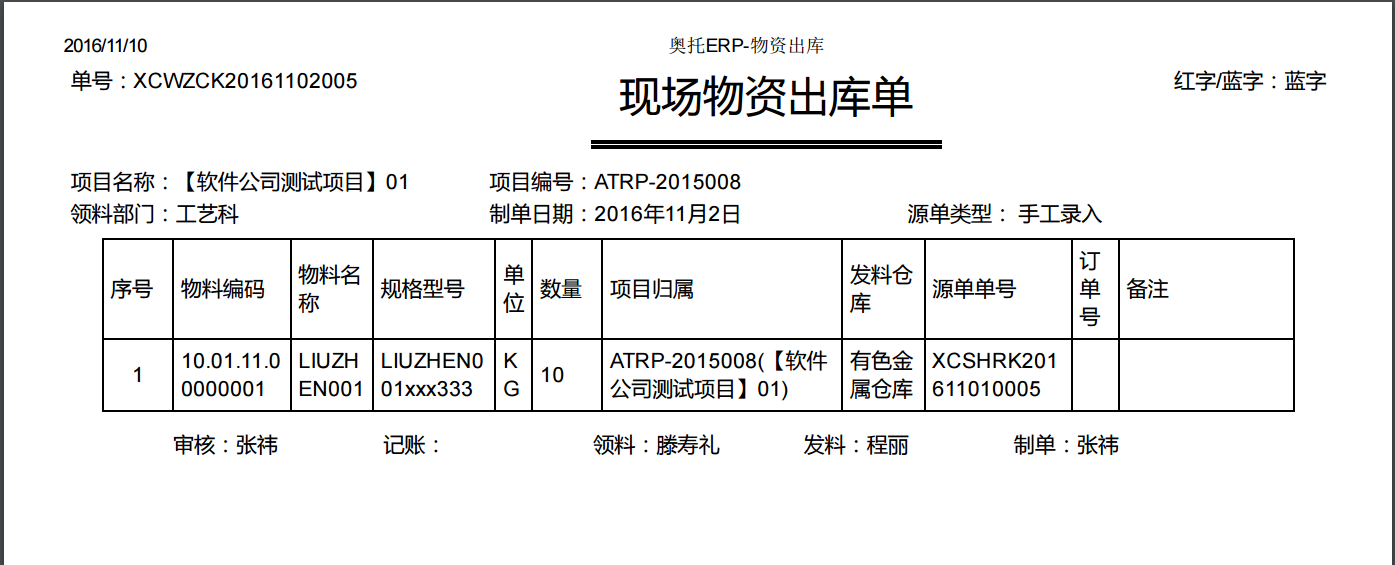 2016/11/10 奥托ERP-物资出库
单号：XCWZCK20161102005 现场物资出库单 红字/蓝字：蓝字
项目名称：【软件公司测试项目】01 项目编号：ATRP-2015008
领料部门：工艺科 制单日期：2016年11月2日 源单类型： 手工录入
序号 物料编码 物料名称 规格型号 单位 数量 项目归属 发料仓库 源单单号 订单号 备注
1 10.01.11.00000001 LIUZHEN001 LIUZHEN001xxx333 KG 10 ATRP-2015008(【软件公司测试项目】01) 有色金属仓库 XCSHRK201611010005
审核：张祎 记账： 领料：滕寿礼 发料：程丽 制单：张祎